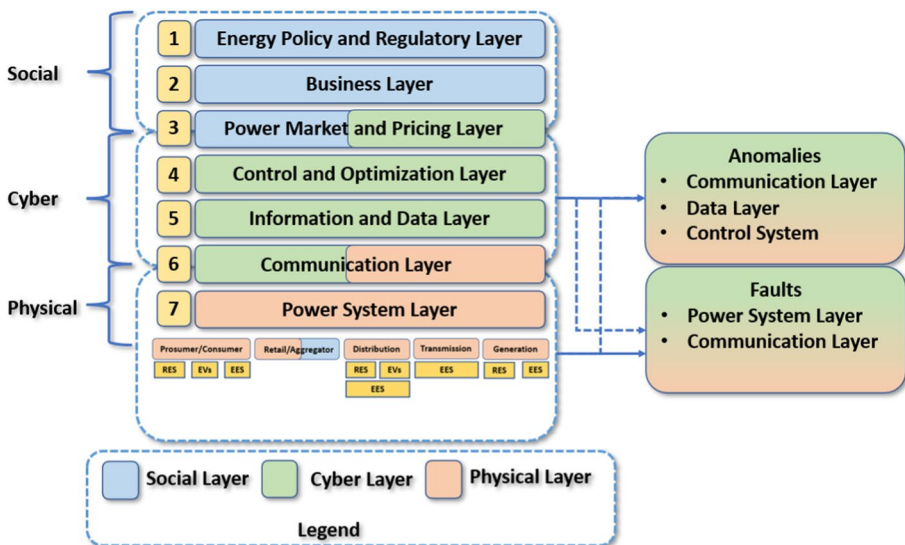 Social
Cyber
Physical
1 Energy Policy and Regulatory Layer
2 Business Layer
3 Power Market and Pricing Layer
4 Control and Optimization Layer
5 Information and Data Layer
6 Communication Layer
7 Power System Layer
Prosumer/Consumer Retail/Aggregator Distribution Transmission Generation
RES EVs EES RES EVs EES RES EES
EES
Anomalies
• Communication Layer
• Data Layer
• Control System
Faults
• Power System Layer
• Communication Layer
Social Layer Cyber Layer Physical Layer
Legend